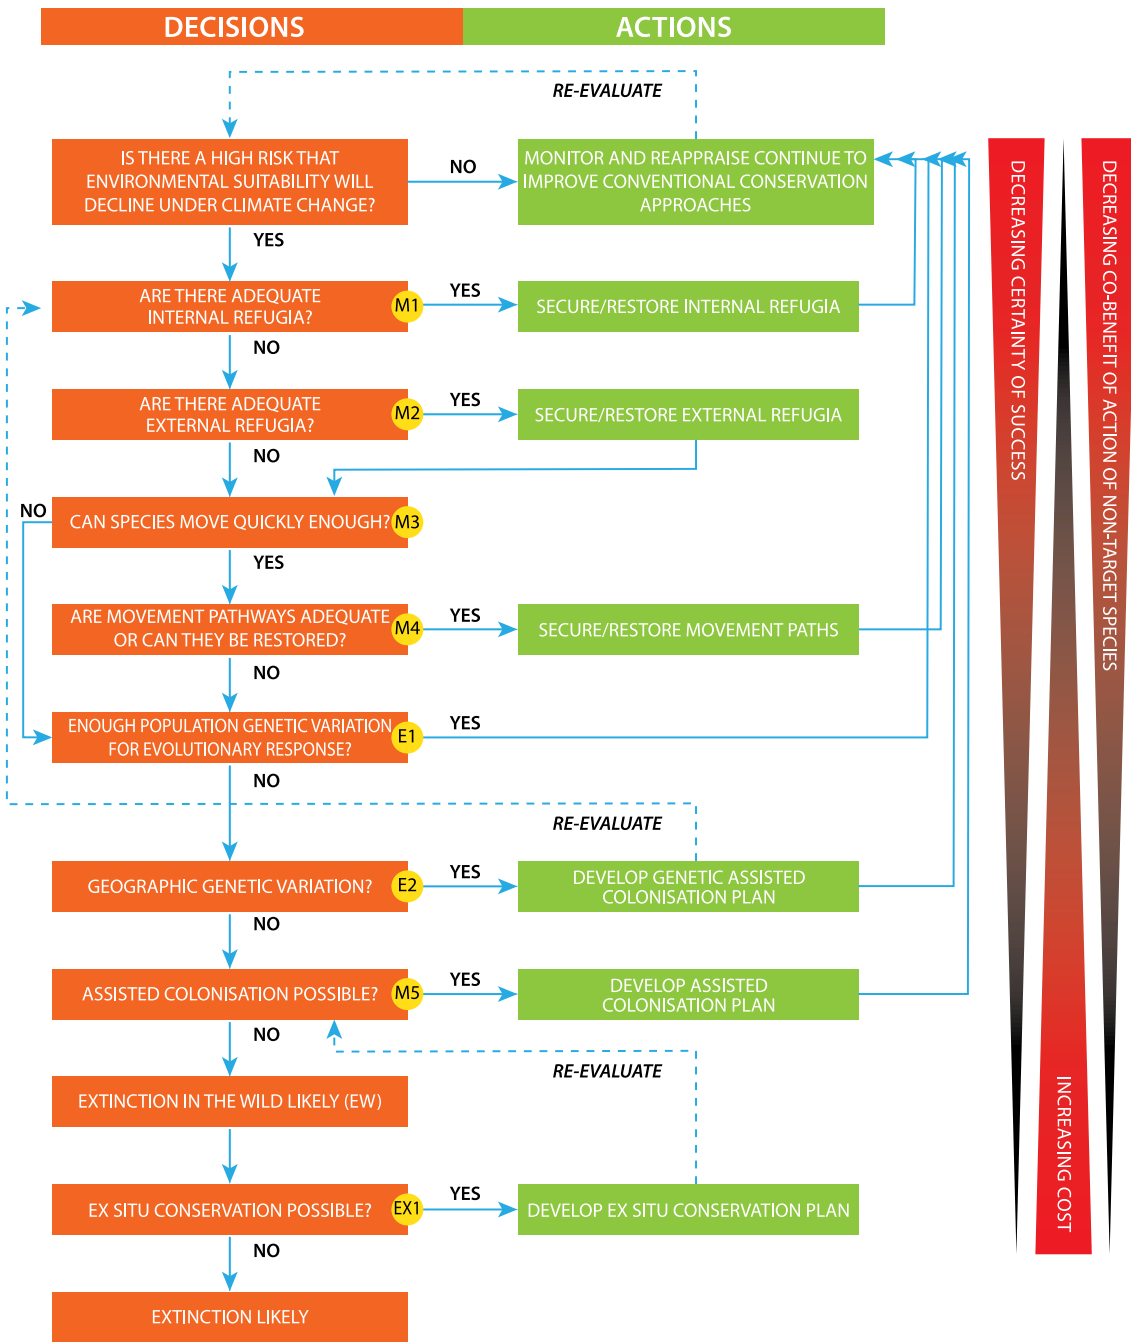 DECISIONS
ACTIONS
RE-EVALUATE
IS THERE A HIGH RISK THAT
ENVIRONMENTAL SUITABILITY WILL
DECLINE UNDER CLIMATE CHANGE?
NO
MONITOR AND REAPPRAISE CONTINUE TO
IMPROVE CONVENTIONAL CONSERVATION
APPROACHES
YES
ARE THERE ADEQUATE
INTERNAL REFUGIA?
M1
YES
SECURE/RESTORE INTERNAL REFUGIA
NO
ARE THERE ADEQUATE
EXTERNAL REFUGIA?
M2
YES
SECURE/RESTORE EXTERNAL REFUGIA
NO
NO
CAN SPECIES MOVE QUICKLY ENOUGH?
M3
YES
ARE MOVEMENT PATHWAYS ADEQUATE
OR CAN THEY BE RESTORED?
M4
YES
SECURE/RESTORE MOVEMENT PATHS
NO
ENOUGH POPULATION GENETIC VARIATION
FOR EVOLUTIONARY RESPONSE?
E1
YES
NO
RE-EVALUATE
GEOGRAPHIC GENETIC VARIATION?
E2
YES
DEVELOP GENETIC ASSISTED
COLONISATION PLAN
NO
ASSISTED COLONISATION POSSIBLE?
M5
YES
DEVELOP ASSISTED
COLONISATION PLAN
NO
RE-EVALUATE
EXTINCTION IN THE WILD LIKELY (EW)
EX SITU CONSERVATION POSSIBLE?
EX1
YES
DEVELOP EX SITU CONSERVATION PLAN
NO
EXTINCTION LIKELY
DECREASING CERTAINTY OF SUCCESS
INCREASING COST
DECREASING CO-BENEFIT OF ACTION OF NON-TARGET SPECIES